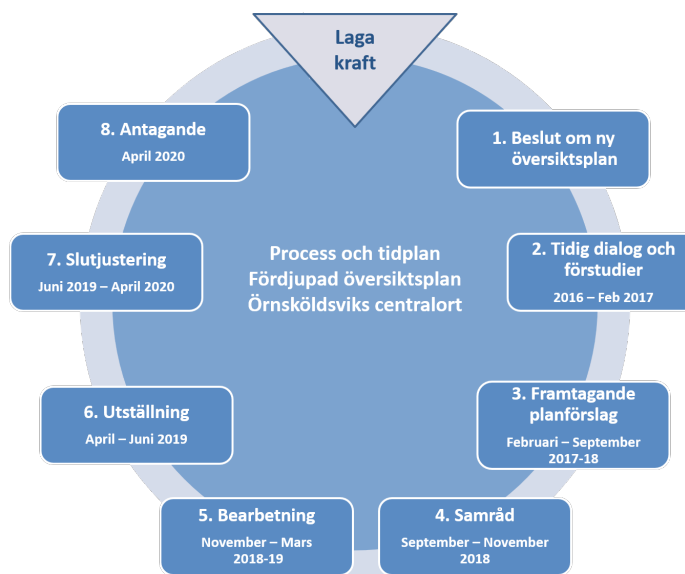 Laga
kraft
1. Beslut om ny
översiktsplan
2. Tidig dialog och
förstudier
2016 – Feb 2017
3. Framtagande
planförslag
Februari – September
2017-18
4. Samråd
September – November
2018
5. Bearbetning
November – Mars
2018-19
6. Utställning
April – Juni 2019
7. Slutjustering
Juni 2019 – April 2020
8. Antagande
April 2020
Process och tidplan
Fördjupad översiktsplan
Örnsköldsviks centralort